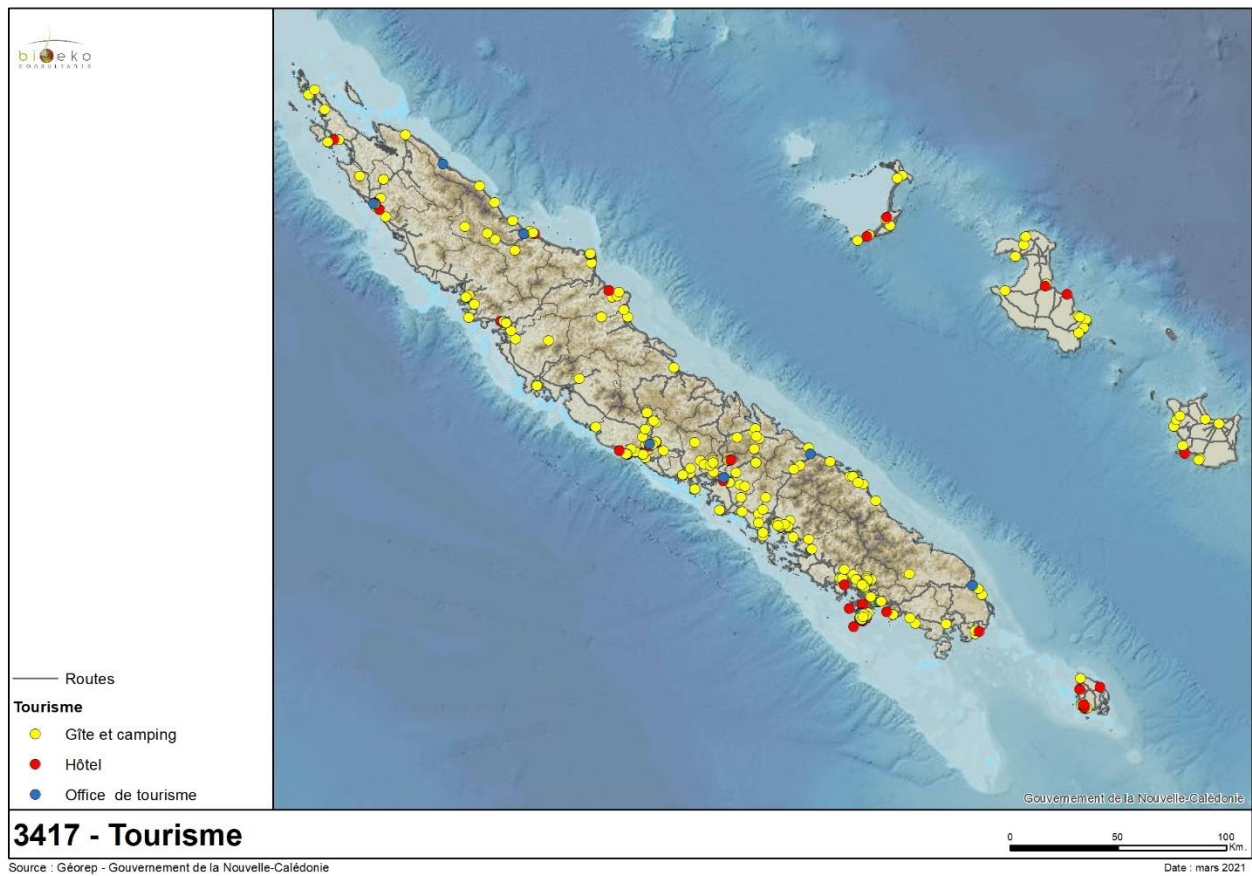 bioeko
CONSULTANTS
Routes
Tourisme
Gîte et camping
Hôtel
Office de tourisme
Gouvernement de la Nouvelle-Calédonie
3417 - Tourisme
0 50 100
Km.
Source : Géorep - Gouvernement de la Nouvelle-Calédonie
Date : mars 2021